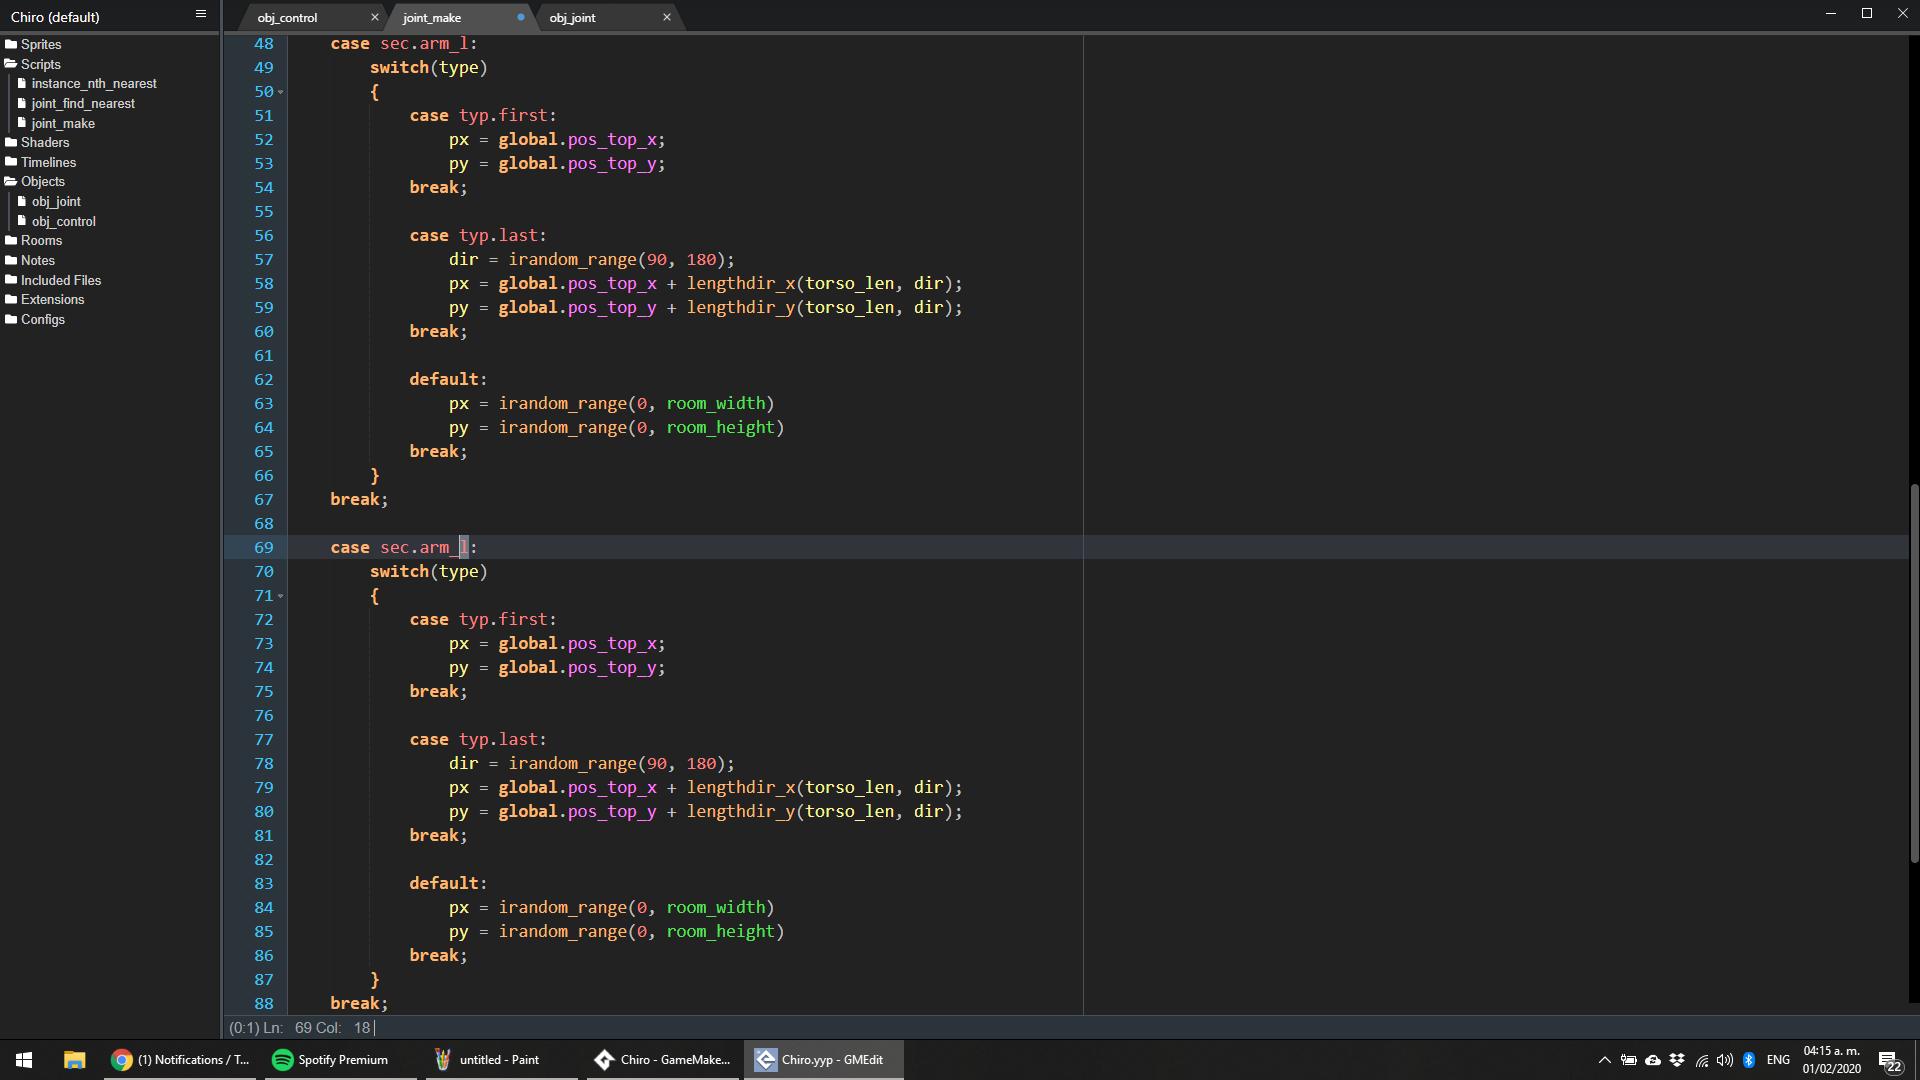 Chiro (default)
obj_control
joint_make
obj_joint
Sprites
Scripts
instance_nth_nearest
joint_find_nearest
joint_make
Shaders
Timelines
Objects
obj_joint
obj_control
Rooms
Notes
Included Files
Extensions
Configs
48 case sec.arm_l:
49 switch(type)
50 {
51 case typ.first:
52 px = global.pos_top_x;
53 py = global.pos_top_y;
54 break;
55
56 case typ.last:
57 dir = irandom_range(90, 180);
58 px = global.pos_top_x + lengthdir_x(torso_len, dir);
59 py = global.pos_top_y + lengthdir_y(torso_len, dir);
60 break;
61
62 default:
63 px = irandom_range(0, room_width)
64 py = irandom_range(0, room_height)
65 break;
66 }
67 break;
68
69 case sec.arm_l:
70 switch(type)
71 {
72 case typ.first:
73 px = global.pos_top_x;
74 py = global.pos_top_y;
75 break;
76
77 case typ.last:
78 dir = irandom_range(90, 180);
79 px = global.pos_top_x + lengthdir_x(torso_len, dir);
80 py = global.pos_top_y + lengthdir_y(torso_len, dir);
81 break;
82
83 default:
84 px = irandom_range(0, room_width)
85 py = irandom_range(0, room_height)
86 break;
87 }
88 break;
(0:1) Ln: 69 Col: 18
(1) Notifications / T...
Spotify Premium
untitled - Paint
Chiro - GameMake...
Chiro.yyp - GMEdit
ENG
04:15 a. m.
01/02/2020
22